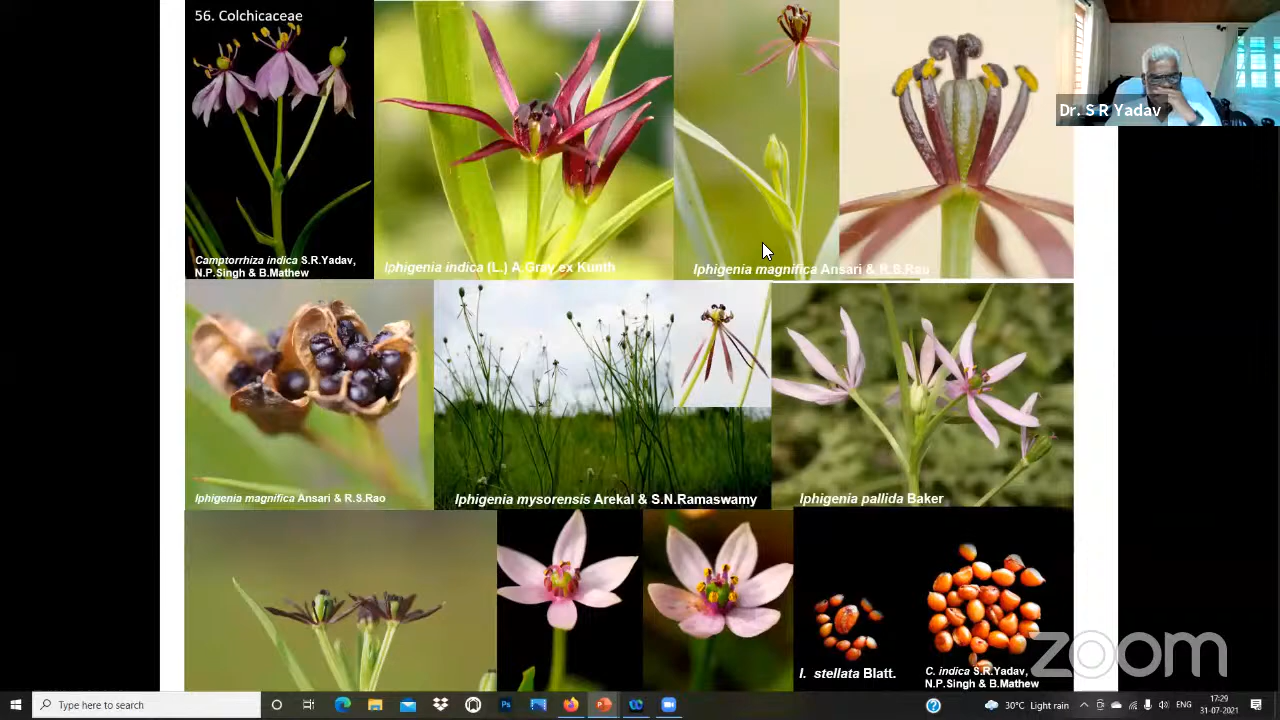 56. Colchicaceae
Dr. S R Yadav
Camptorrhiza indica S.R.Yadav,
N.P.Singh & B.Mathew
Iphigenia indica (L.) A Gray ex Kunth
Iphigenia magnifica Ansari & R.S.Rau
Iphigenia magnifica Ansari & R.S.Rao
Iphigenia mysorensis Arekal & S.N.Ramaswamy
Iphigenia pallida Baker
I. stellata Blatt.
C. indica S.R.Yadav,
N.P.Singh & B.Mathew
zoom
Type here to search
30°C Light rain
ENG
17:29
31-07-2021